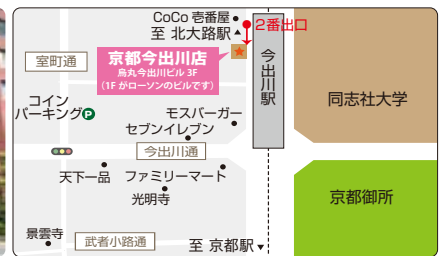 CoCo 壱番屋
2番出口
至 北大路駅
室町通
京都今出川店
烏丸今出川ビル 3F
(1F がローソンのビルです)
今出川駅
同志社大学
コイン
パーキング
P
モスバーガー
セブンイレブン
今出川通
天下一品
ファミリーマート
光明寺
京都御所
景雲寺
武者小路通
至 京都駅